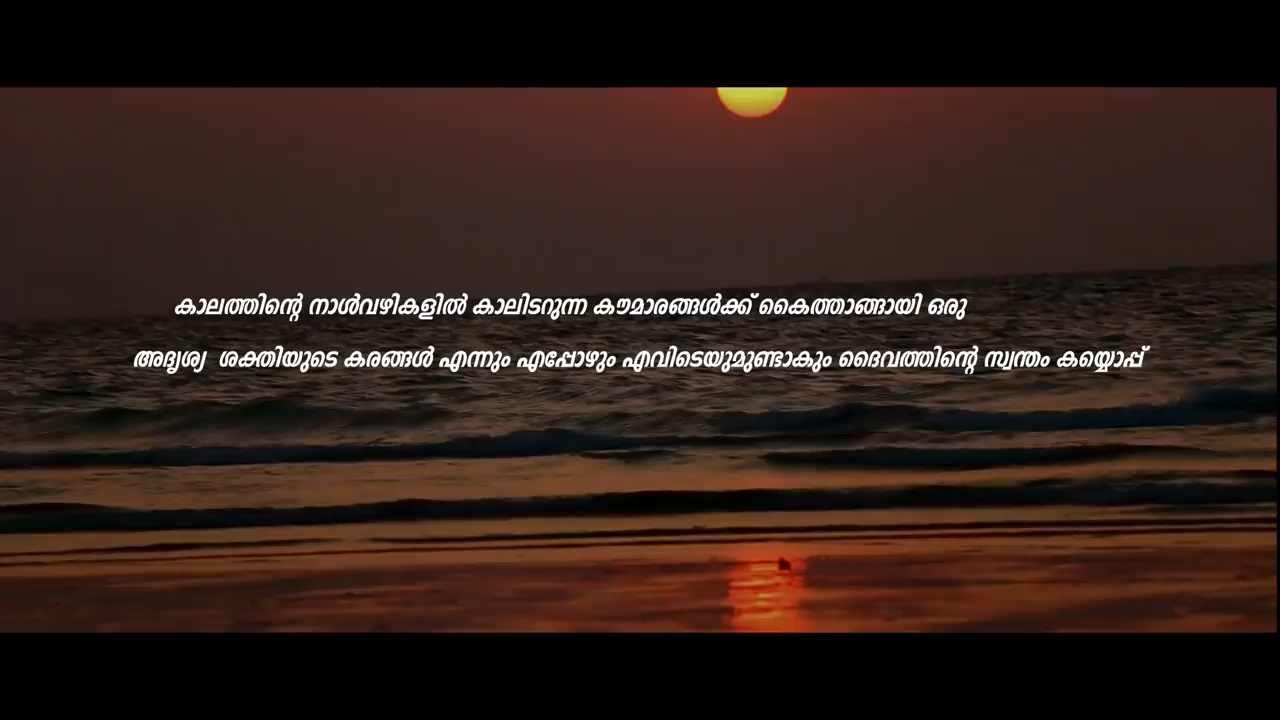 കാലത്തിന്റെ നാൾവഴികളിൽ കാലിടറുന്ന കൗമാരങ്ങൾക്ക് കൈത്താങ്ങായി ഒരു
അദൃശ്യ ശക്തിയുടെ കരങ്ങൾ എന്നും എപ്പോഴും എവിടെയുമുണ്ടാകും ദൈവത്തിന്റെ സ്വന്തം കയ്യൊപ്പ്